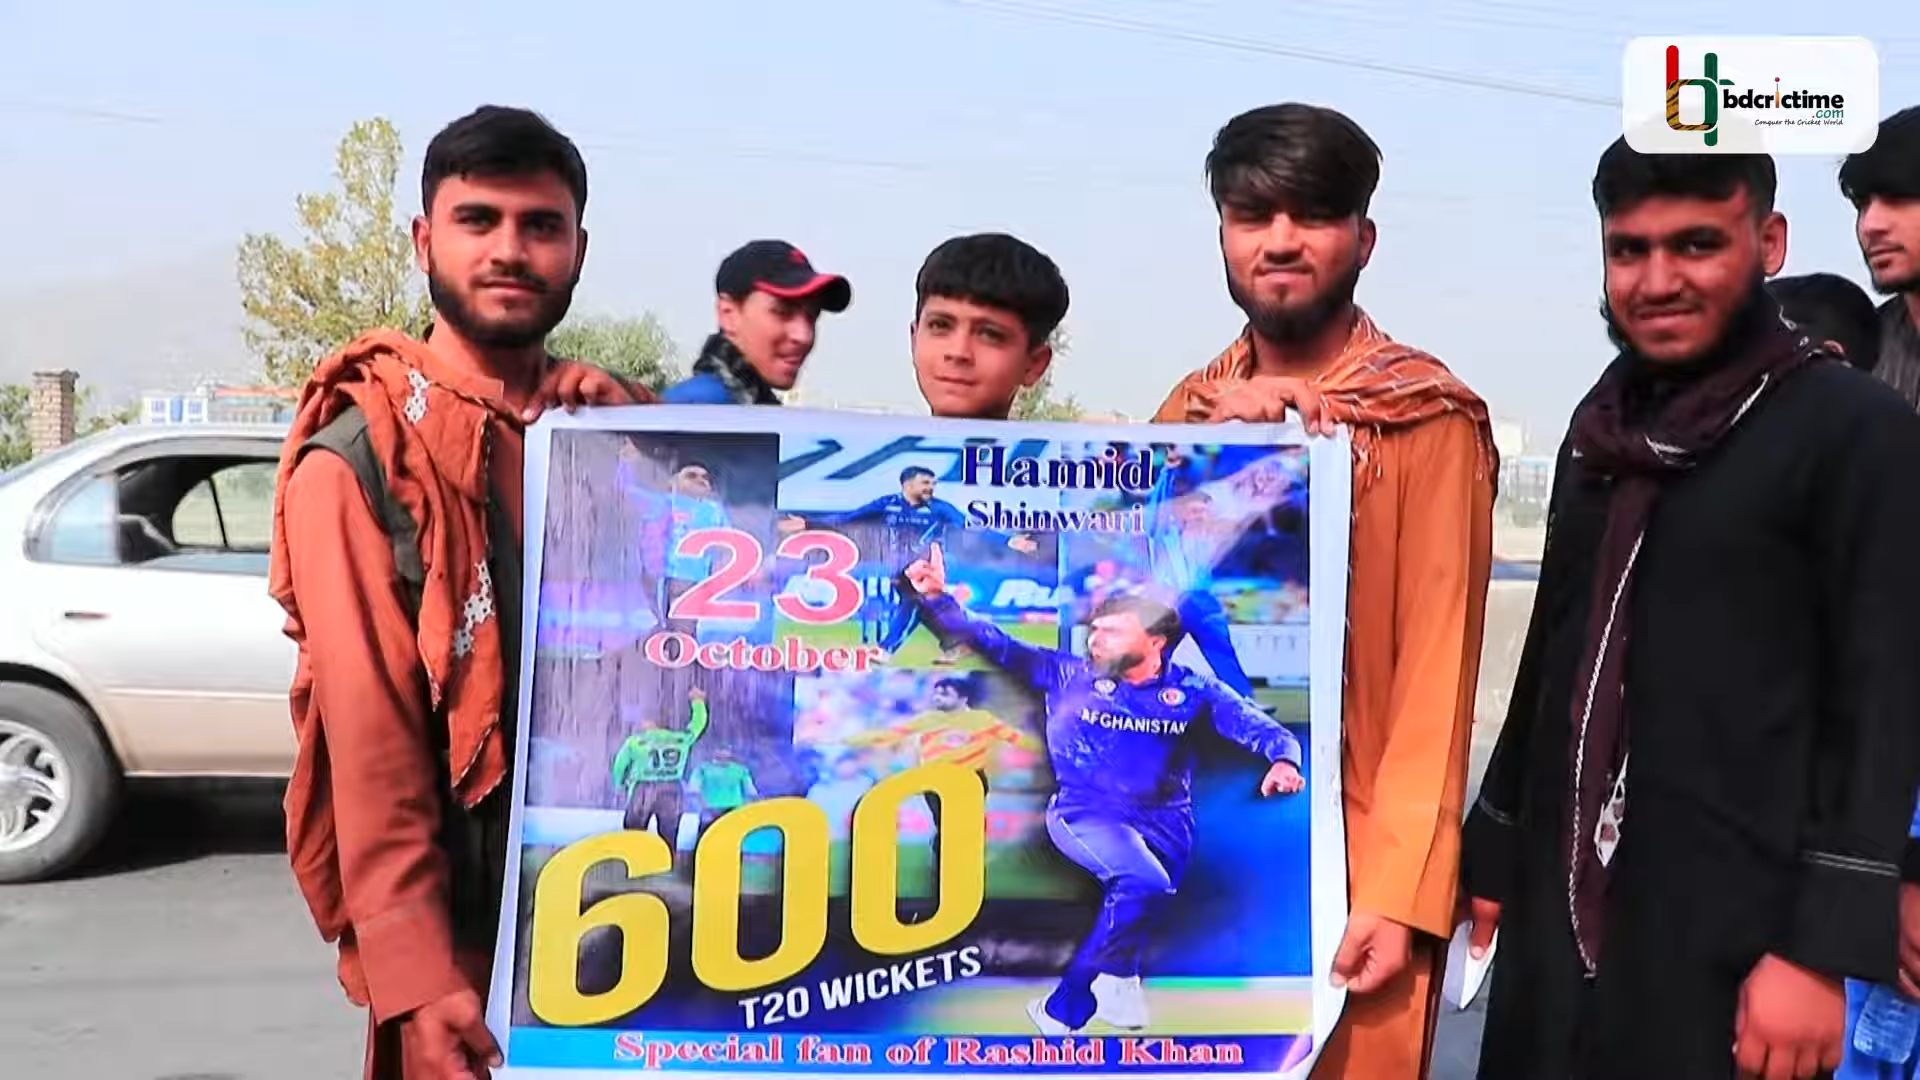 bdcrictime
.com
Conquer the Cricket World
Hamid
Shinwari
23
October
AFGHANISTAN
19
600
T20 WICKETS
Special fan of Rashid Khan